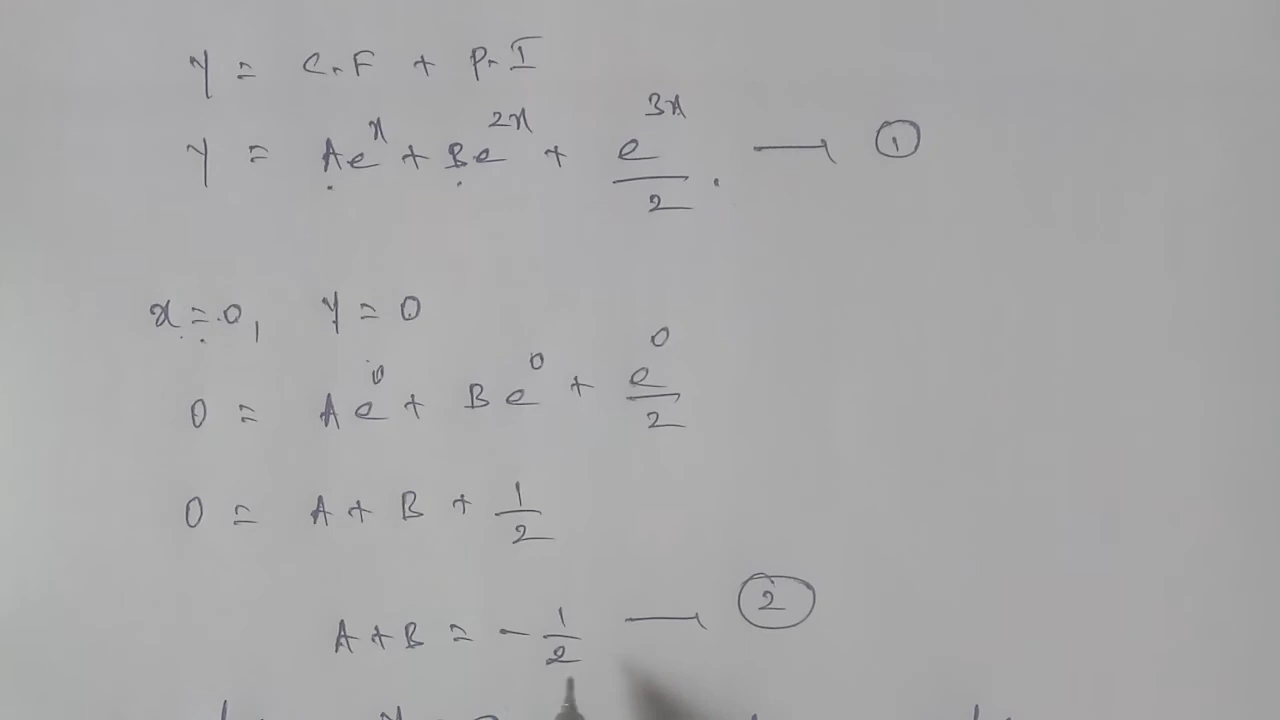 y = C.F + P.I
y = Ae^x + Be^2x + e^3x/2. — ①
x = 0, y = 0
0 = Ae^0 + Be^0 + e^0/2
0 = A + B + 1/2
A + B = -1/2 — ②